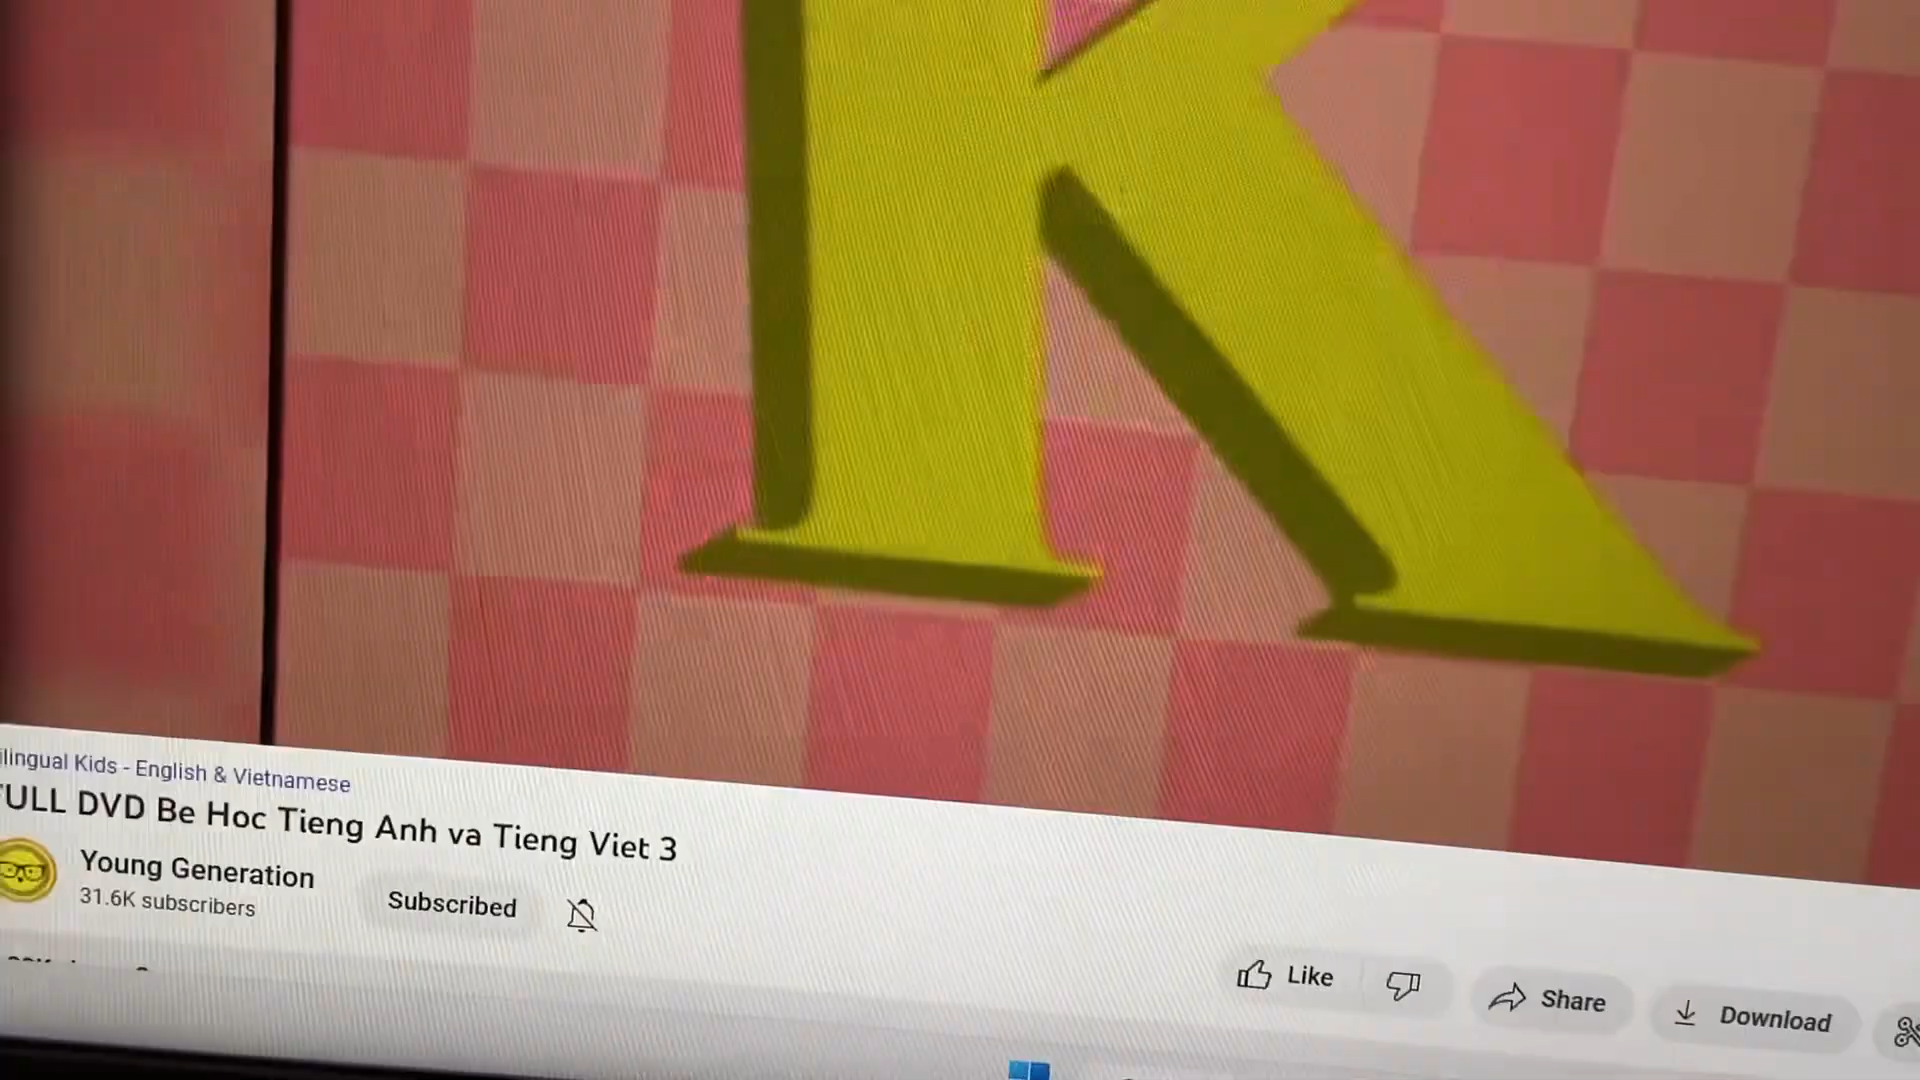 K
ilingual Kids - English & Vietnamese
FULL DVD Be Hoc Tieng Anh va Tieng Viet 3
Young Generation
31.6K subscribers
Subscribed
Like
Share
Download